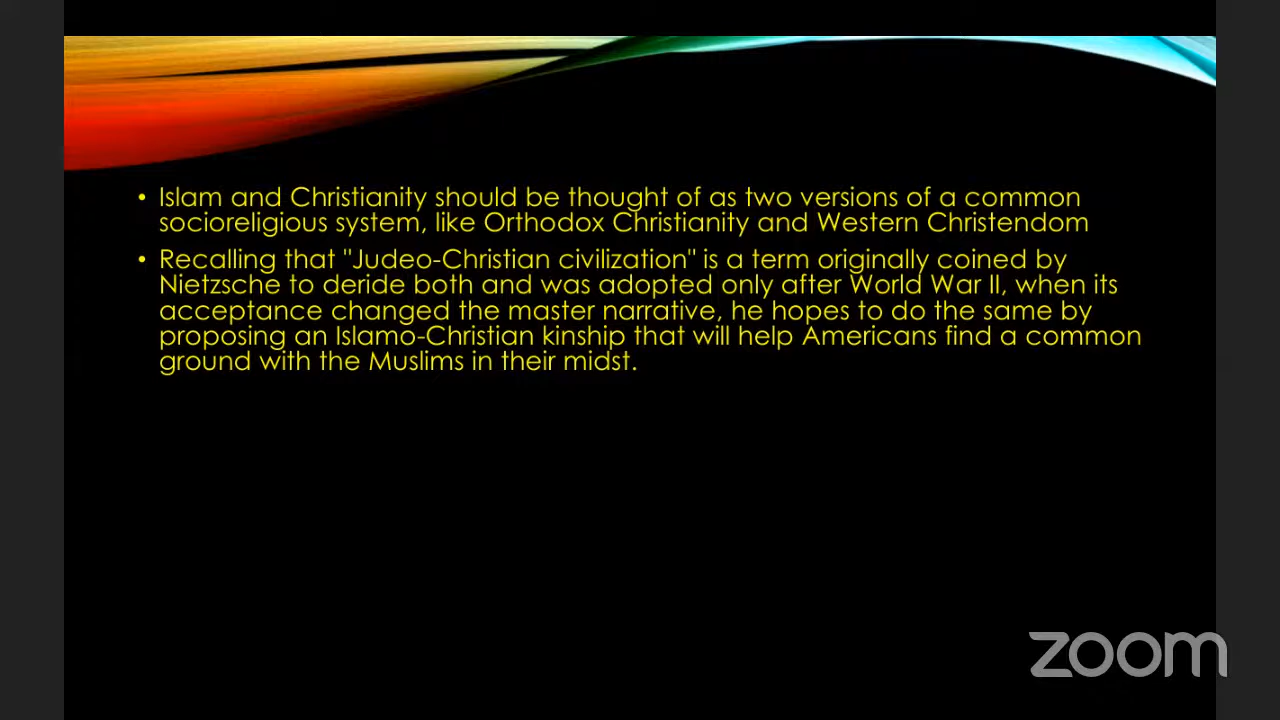 • Islam and Christianity should be thought of as two versions of a common
socioreligious system, like Orthodox Christianity and Western Christendom
• Recalling that "Judeo-Christian civilization" is a term originally coined by
Nietzsche to deride both and was adopted only after World War II, when its
acceptance changed the master narrative, he hopes to do the same by
proposing an Islamo-Christian kinship that will help Americans find a common
ground with the Muslims in their midst.
zoom